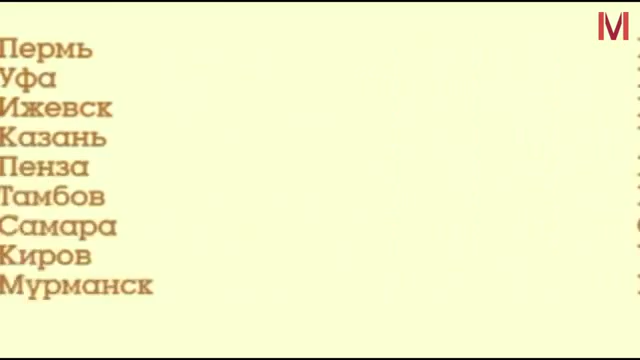 Пермь
Уфа
Ижевск
Казань
Пенза
Тамбов
Самара
Киров
Мурманск